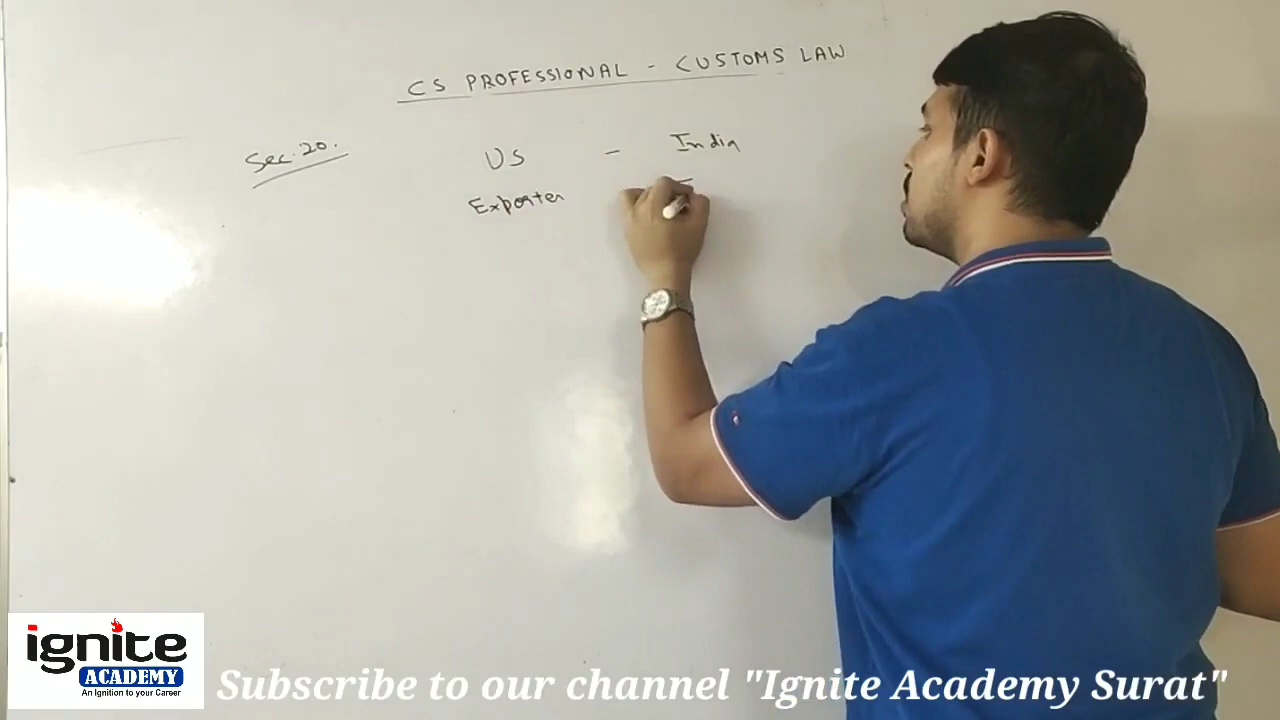 CS PROFESSIONAL - CUSTOMS LAW
Sec. 20.
US - India
Exporter
ignite
ACADEMY
An Ignition to your Career
Subscribe to our channel "Ignite Academy Surat"